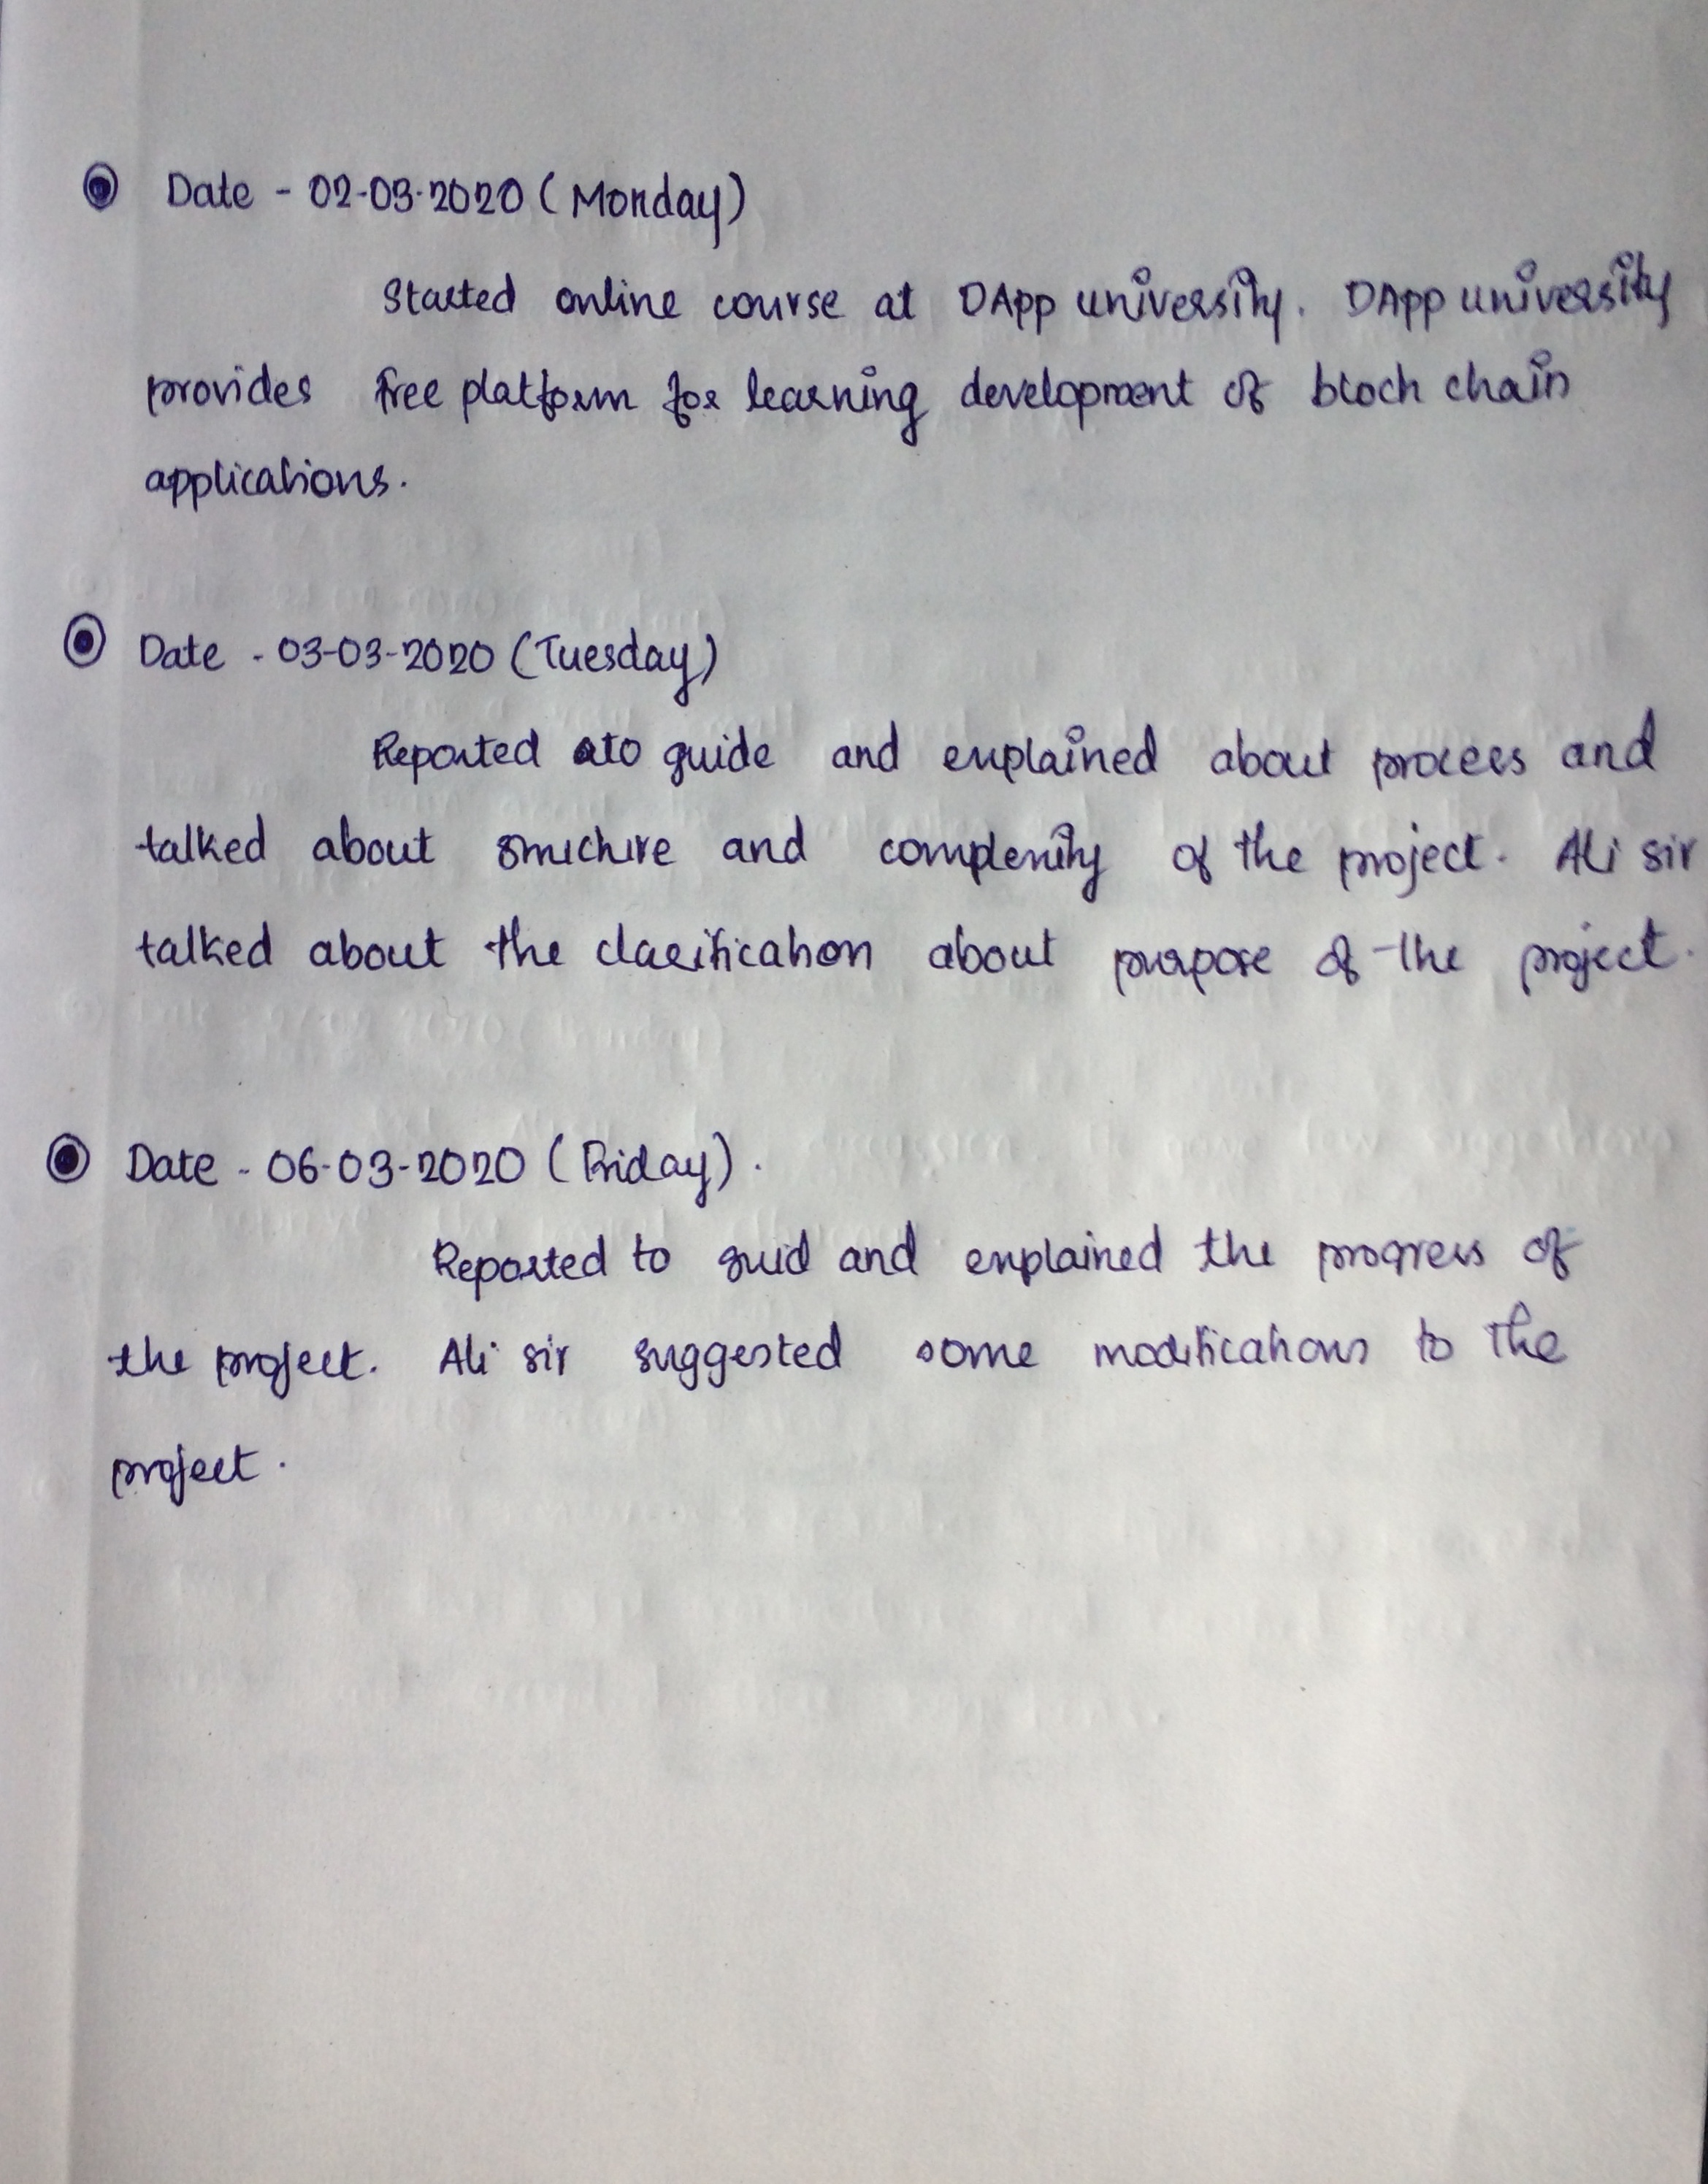 Date - 02-03-2020 (Monday)
Started online course at DApp university. DApp university
provides free platform for learning development of block chain
applications.
Date - 03-03-2020 (Tuesday)
Reported to guide and explained about process and
talked about structure and complexity of the project. Ali sir
talked about the clarification about purpose of the project.
Date - 06-03-2020 (Friday).
Reported to guid and explained the progress of
the project. Ali sir suggested some modifications to the
project.